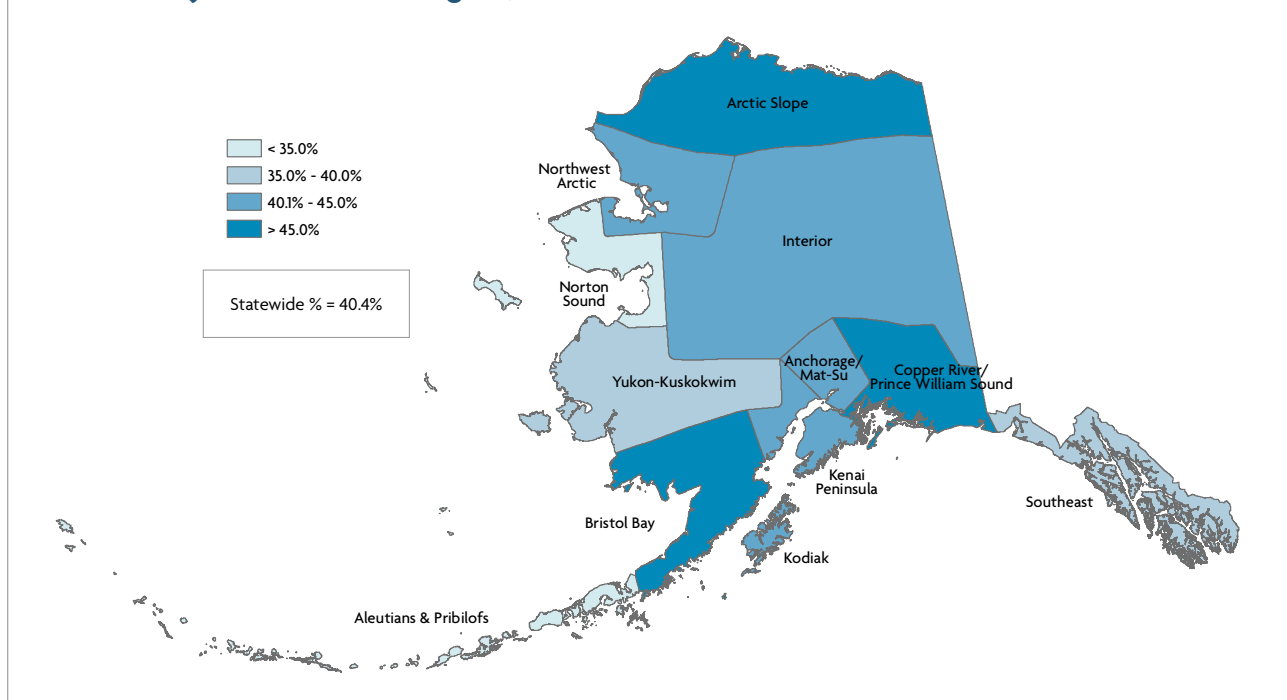 < 35.0%
35.0% - 40.0%
40.1% - 45.0%
> 45.0%
Statewide % = 40.4%
Arctic Slope
Northwest
Arctic
Interior
Norton
Sound
Anchorage/
Mat-Su
Copper River/
Prince William Sound
Yukon-Kuskokwim
Kenai
Peninsula
Southeast
Bristol Bay
Kodiak
Aleutians & Pribilofs